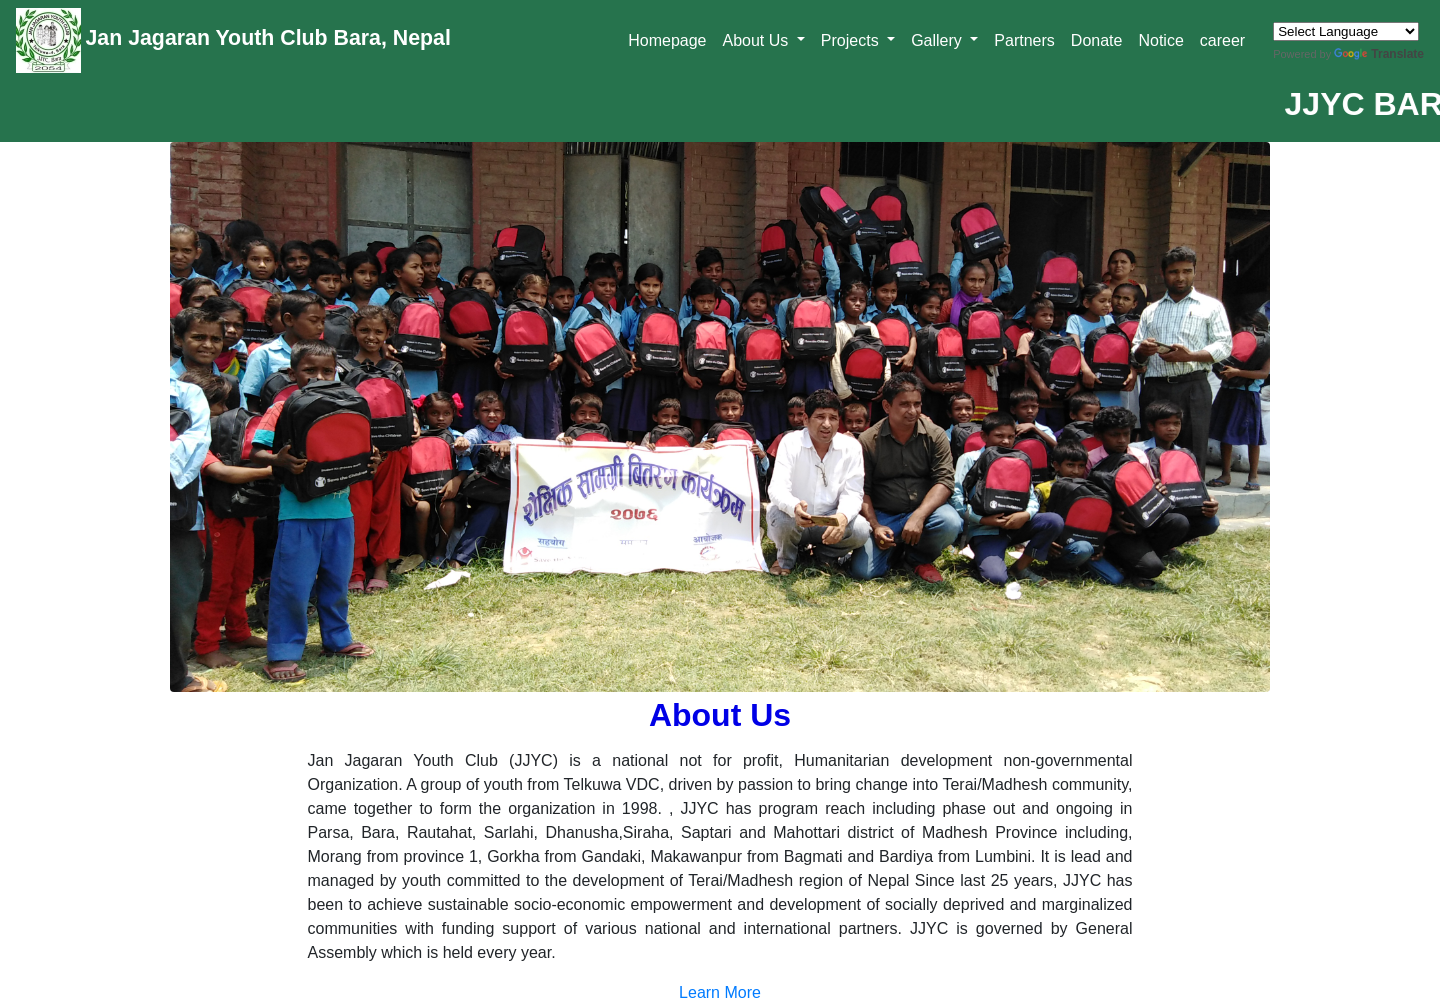 Jan Jagaran Youth Club Bara, Nepal
Homepage About Us Projects Gallery Partners Donate Notice career
Select Language
Powered by Google Translate
JJYC BAR
शैक्षिक सामग्री बितरण कार्यक्रम
२०७६
सहयोग
आयोजक
About Us
Jan Jagaran Youth Club (JJYC) is a national not for profit, Humanitarian development non-governmental
Organization. A group of youth from Telkuwa VDC, driven by passion to bring change into Terai/Madhesh community,
came together to form the organization in 1998. , JJYC has program reach including phase out and ongoing in
Parsa, Bara, Rautahat, Sarlahi, Dhanusha,Siraha, Saptari and Mahottari district of Madhesh Province including,
Morang from province 1, Gorkha from Gandaki, Makawanpur from Bagmati and Bardiya from Lumbini. It is lead and
managed by youth committed to the development of Terai/Madhesh region of Nepal Since last 25 years, JJYC has
been to achieve sustainable socio-economic empowerment and development of socially deprived and marginalized
communities with funding support of various national and international partners. JJYC is governed by General
Assembly which is held every year.
Learn More